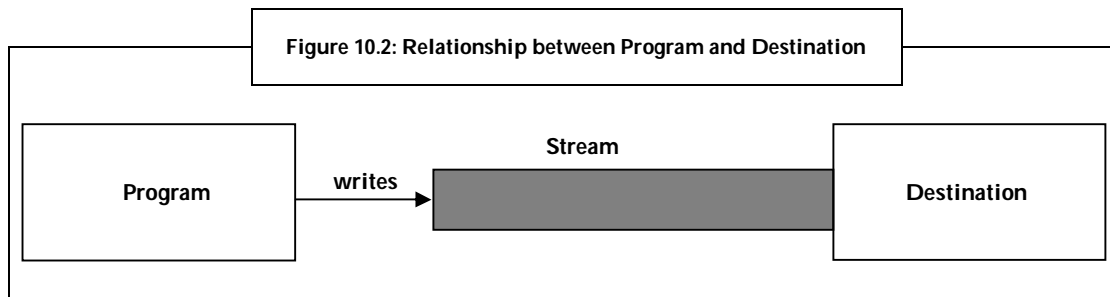 Figure 10.2: Relationship between Program and Destination
Stream
Program
writes
Destination